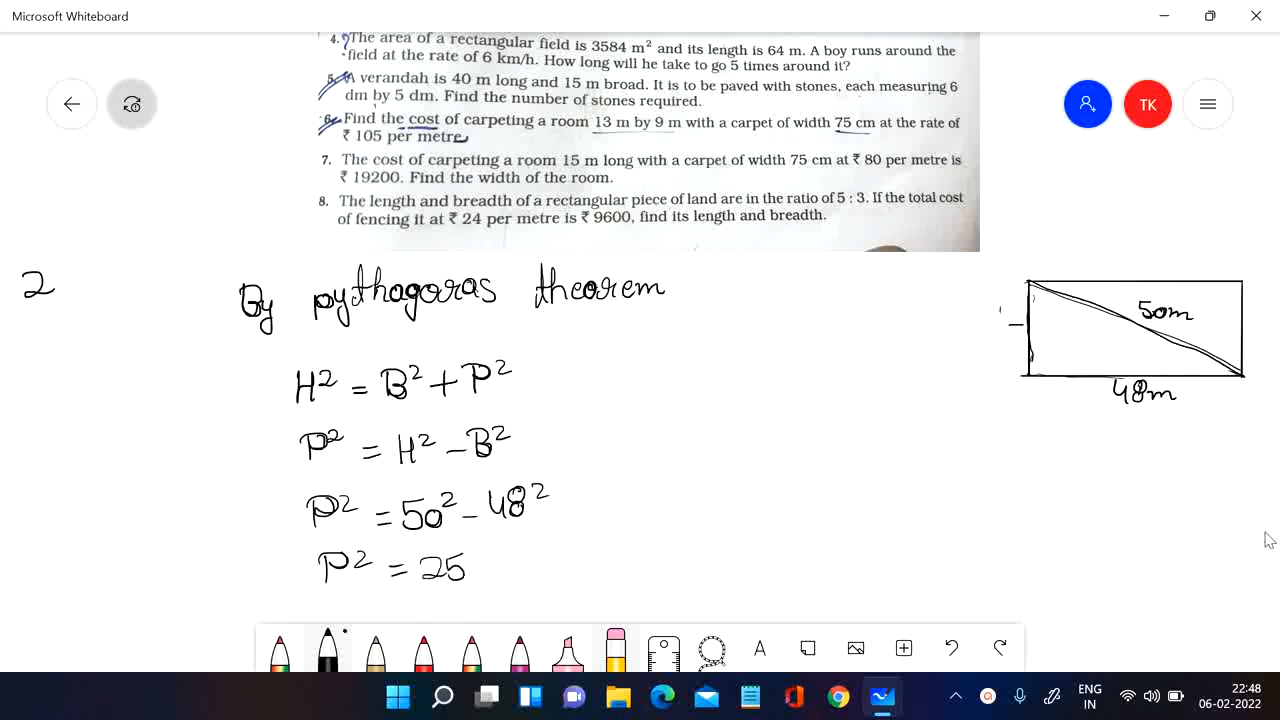 Microsoft Whiteboard
4. The area of a rectangular field is 3584 m² and its length is 64 m. A boy runs around the
field at the rate of 6 km/h. How long will he take to go 5 times around it?
5. A verandah is 40 m long and 15 m broad. It is to be paved with stones, each measuring 6
dm by 5 dm. Find the number of stones required.
6. Find the cost of carpeting a room 13 m by 9 m with a carpet of width 75 cm at the rate of
₹ 105 per metre.
7. The cost of carpeting a room 15 m long with a carpet of width 75 cm at ₹ 80 per metre is
₹ 19200. Find the width of the room.
8. The length and breadth of a rectangular piece of land are in the ratio of 5 : 3. If the total cost
of fencing it at ₹ 24 per metre is ₹ 9600, find its length and breadth.
TK
2
By pythagoras theorem
50m
48m
H² = B² + P²
P² = H² - B²
P² = 50² - 48²
P² = 25
A
ENG
IN
22:48
06-02-2022